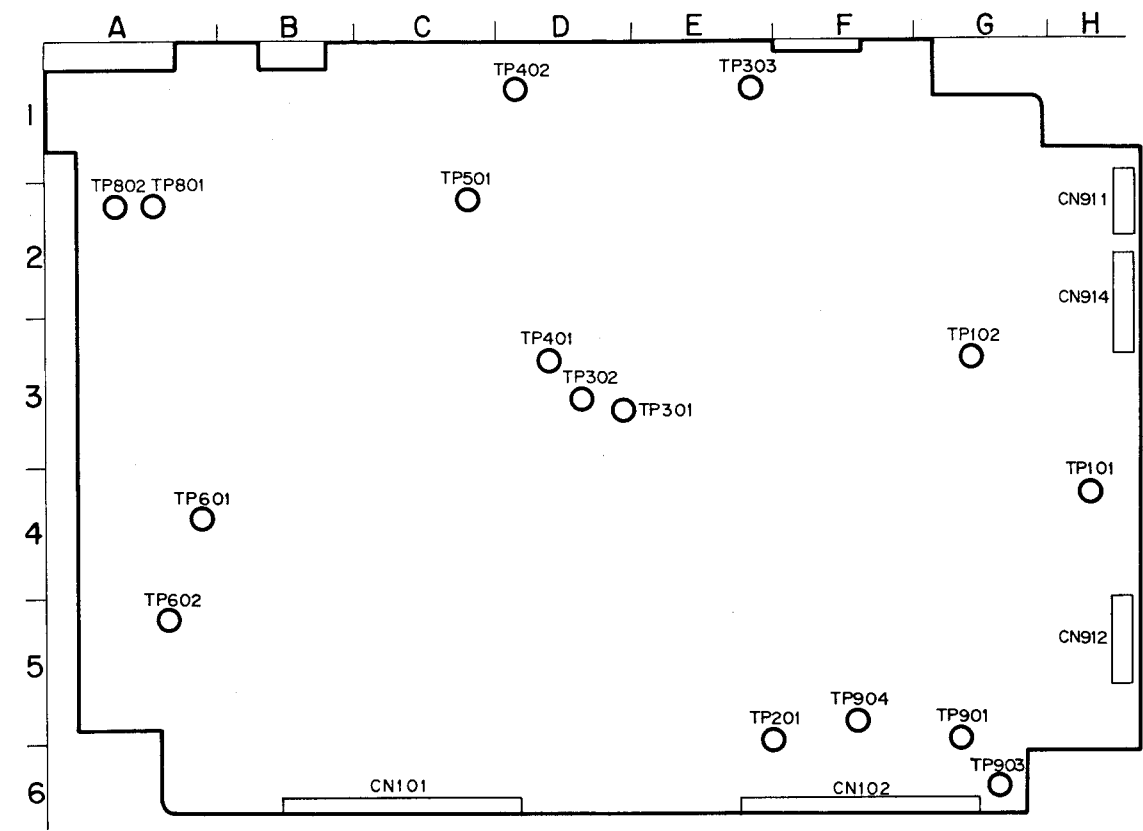 A B C D E F G H
1
TP402
TP303
TP802 TP801
TP501
CN911
2
CN914
TP401
TP102
TP302
3
TP301
TP101
TP601
4
TP602
CN912
5
TP904
TP201
TP901
TP903
CN101
CN102
6